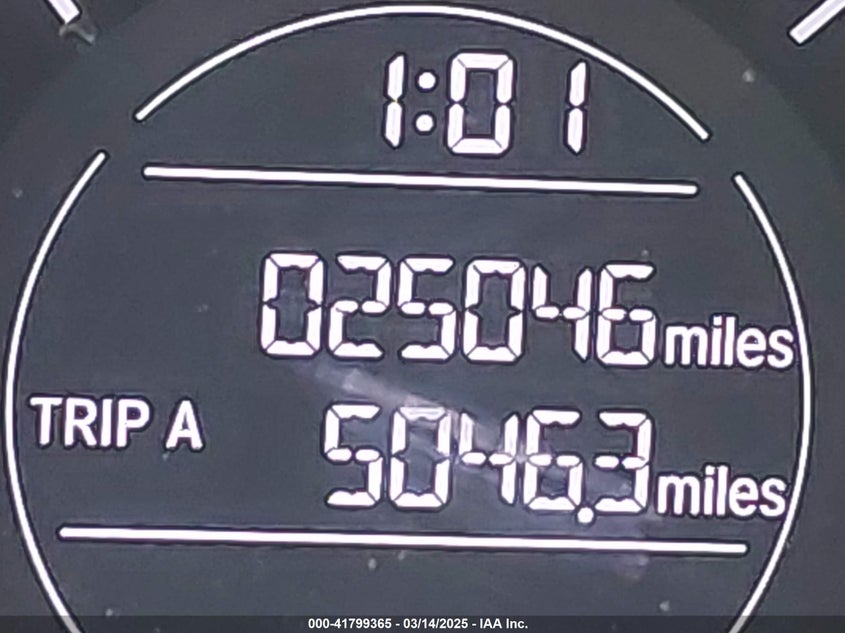 1:01
025046 miles
TRIP A 5046.3 miles
000-41799365 - 03/14/2025 - IAA Inc.